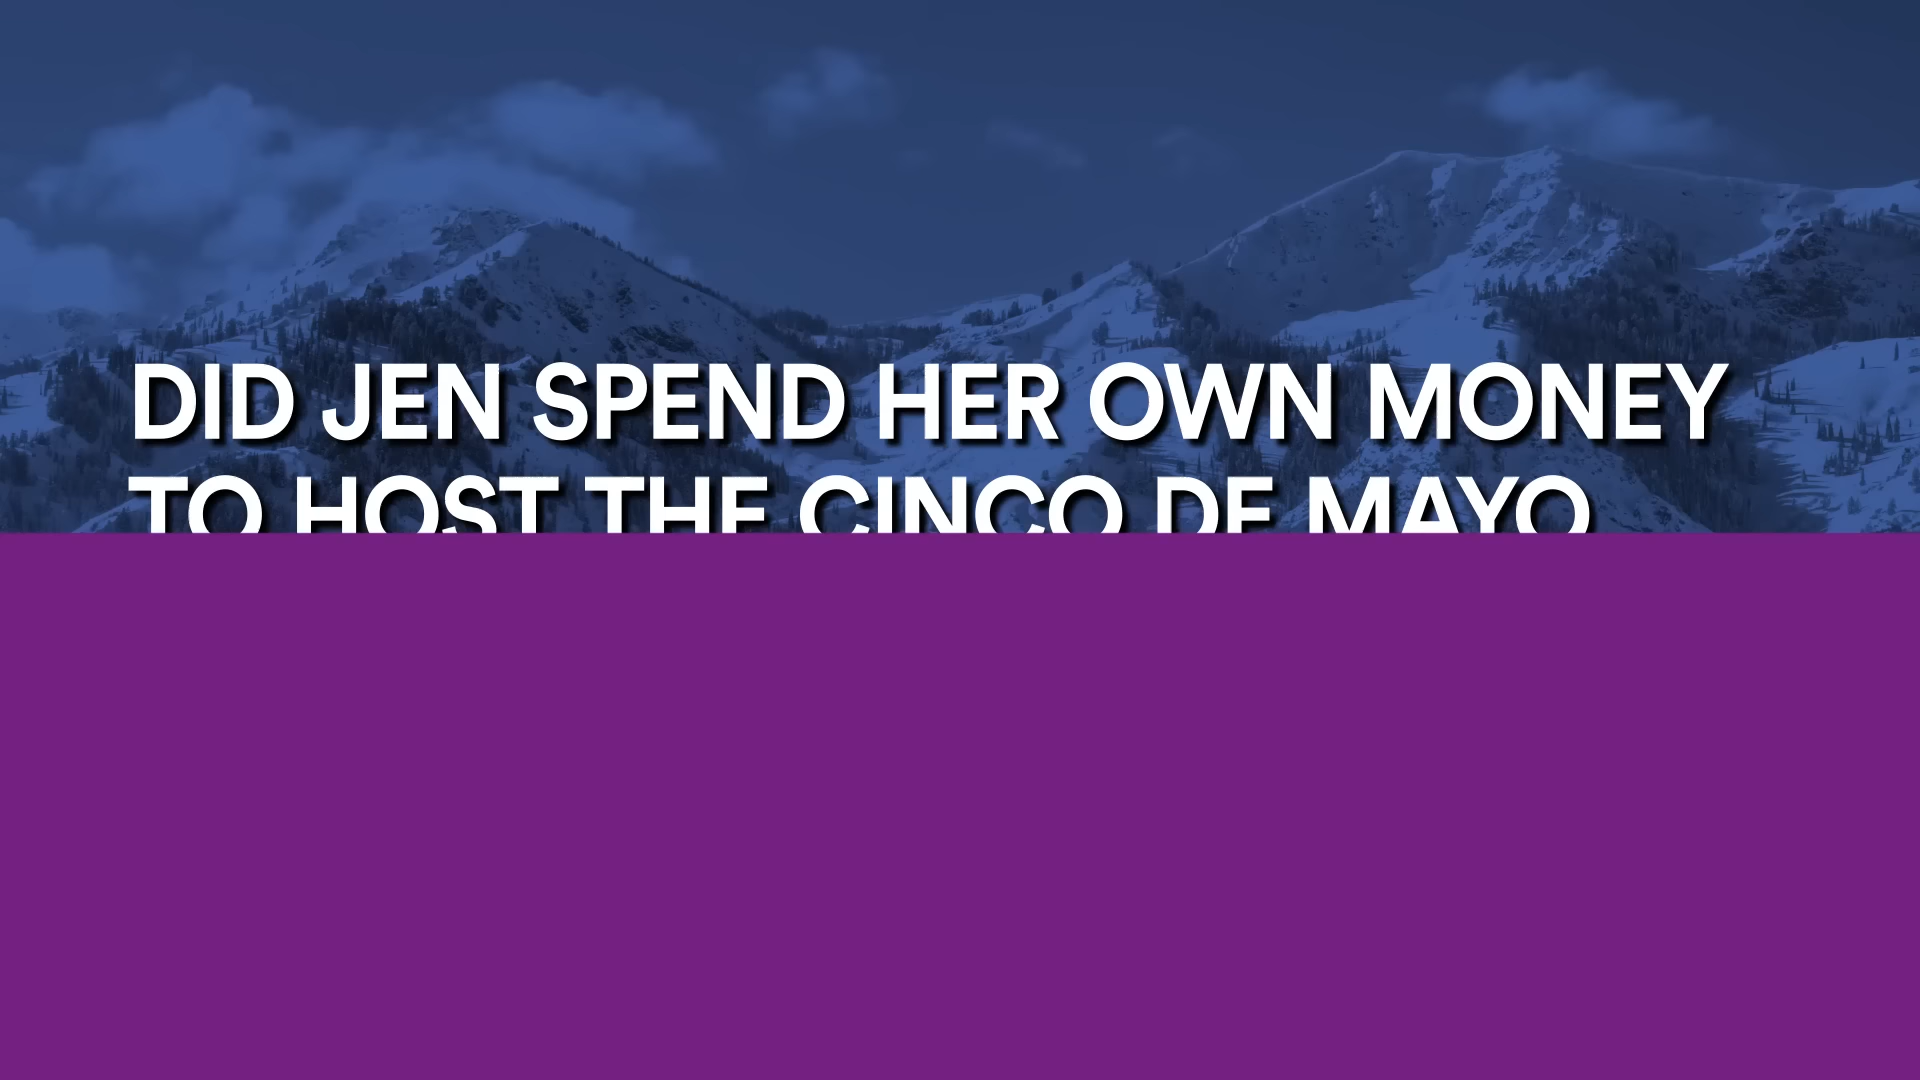 DID JEN SPEND HER OWN MONEY
TO HOST THE CINCO DE MAYO